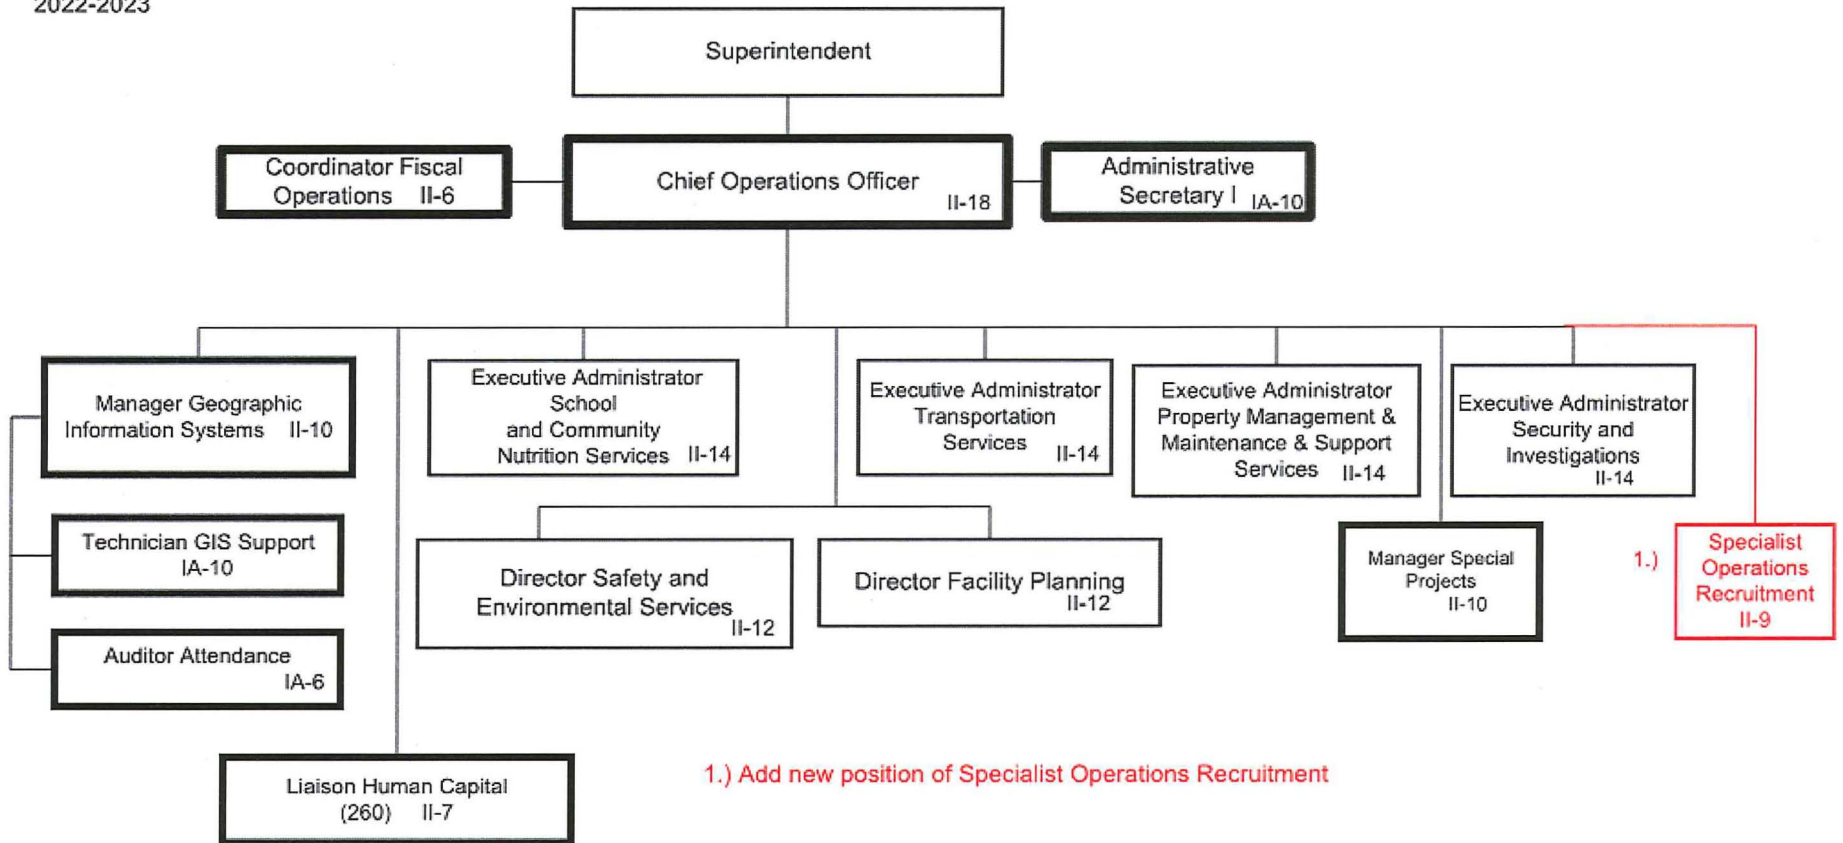 2022-2023
Superintendent
Coordinator Fiscal
Operations II-6
Chief Operations Officer
II-18
Administrative
Secretary I IA-10
Manager Geographic
Information Systems II-10
Executive Administrator
School
and Community
Nutrition Services II-14
Executive Administrator
Transportation
Services
II-14
Executive Administrator
Property Management &
Maintenance & Support
Services II-14
Executive Administrator
Security and
Investigations
II-14
Technician GIS Support
IA-10
Director Safety and
Environmental Services
II-12
Director Facility Planning
II-12
Manager Special
Projects
II-10
1.)
Specialist
Operations
Recruitment
II-9
Auditor Attendance
IA-6
Liaison Human Capital
(260) II-7
1.) Add new position of Specialist Operations Recruitment